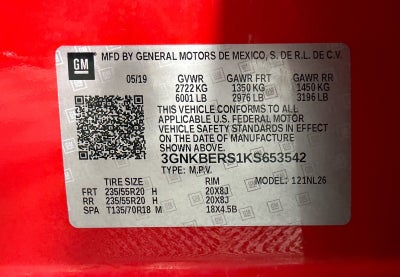 GM MFD BY GENERAL MOTORS DE MEXICO, S. DE R.L. DE C.V.
05/19 GVWR GAWR FRT GAWR RR
2722 KG 1350 KG 1450 KG
6001 LB 2976 LB 3196 LB
THIS VEHICLE CONFORMS TO ALL
APPLICABLE U.S. FEDERAL MOTOR
VEHICLE SAFETY STANDARDS IN EFFECT
ON THE DATE OF MANUFACTURE
SHOWN ABOVE.
3GNKBERS1KS653542
TYPE: M.P.V.
TIRE SIZE RIM MODEL: 121NL26
FRT 235/55R20 H 20X8J
RR 235/55R20 H 20X8J
SPA T135/70R18 M 18X4.5B